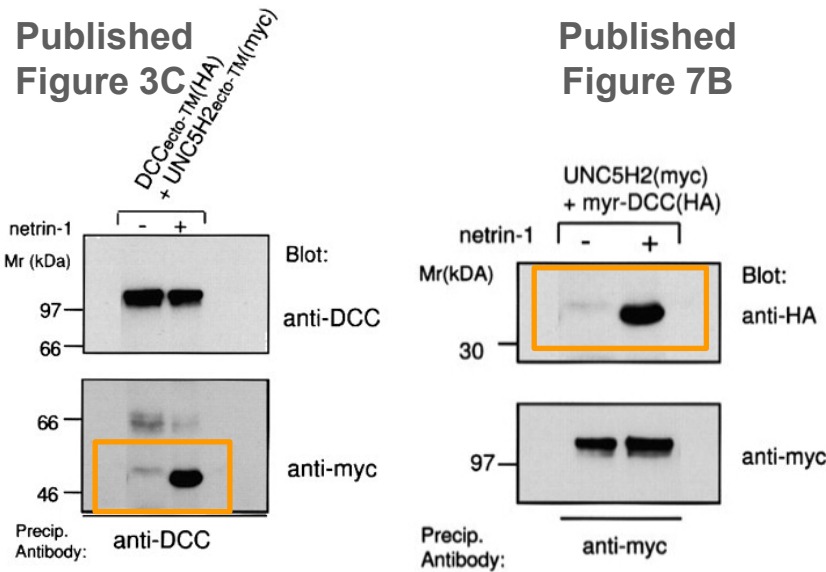 Published
Figure 3C
DCCecto-TM(HA)
+ UNC5H2ecto-TM(myc)
netrin-1 - +
Mr (kDa)
Blot:
97
anti-DCC
66
66
anti-myc
46
Precip.
Antibody:
anti-DCC
Published
Figure 7B
UNC5H2(myc)
+ myr-DCC(HA)
netrin-1 - +
Mr(kDA)
Blot:
anti-HA
30
97
anti-myc
Precip.
Antibody:
anti-myc